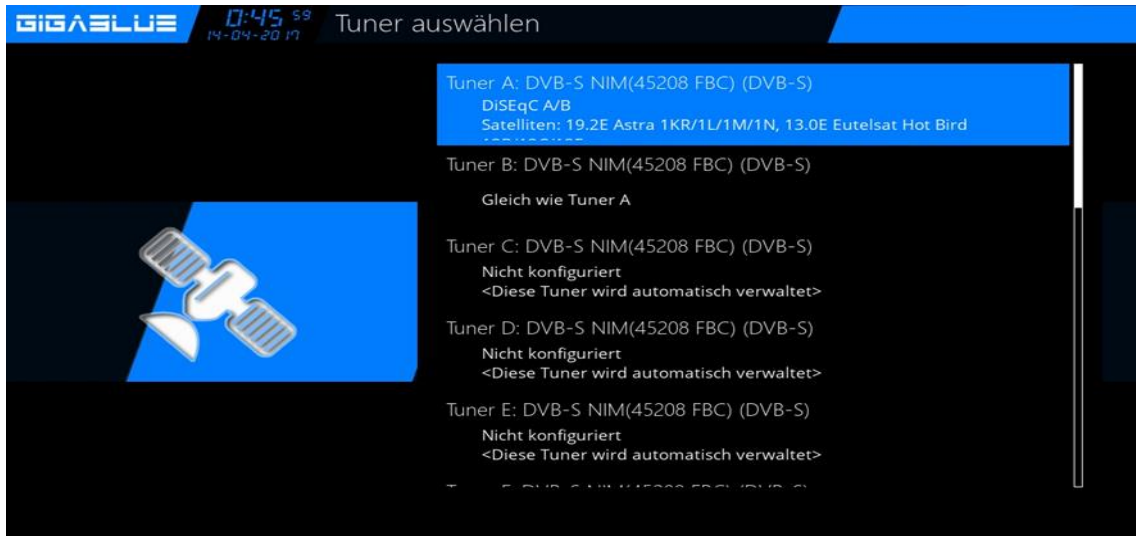 GIGABLUE
0:45 59
14-04-2017
Tuner auswählen
Tuner A: DVB-S NIM(45208 FBC) (DVB-S)
DiSEqC A/B
Satelliten: 19.2E Astra 1KR/1L/1M/1N, 13.0E Eutelsat Hot Bird
Tuner B: DVB-S NIM(45208 FBC) (DVB-S)
Gleich wie Tuner A
Tuner C: DVB-S NIM(45208 FBC) (DVB-S)
Nicht konfiguriert
<Diese Tuner wird automatisch verwaltet>
Tuner D: DVB-S NIM(45208 FBC) (DVB-S)
Nicht konfiguriert
<Diese Tuner wird automatisch verwaltet>
Tuner E: DVB-S NIM(45208 FBC) (DVB-S)
Nicht konfiguriert
<Diese Tuner wird automatisch verwaltet>